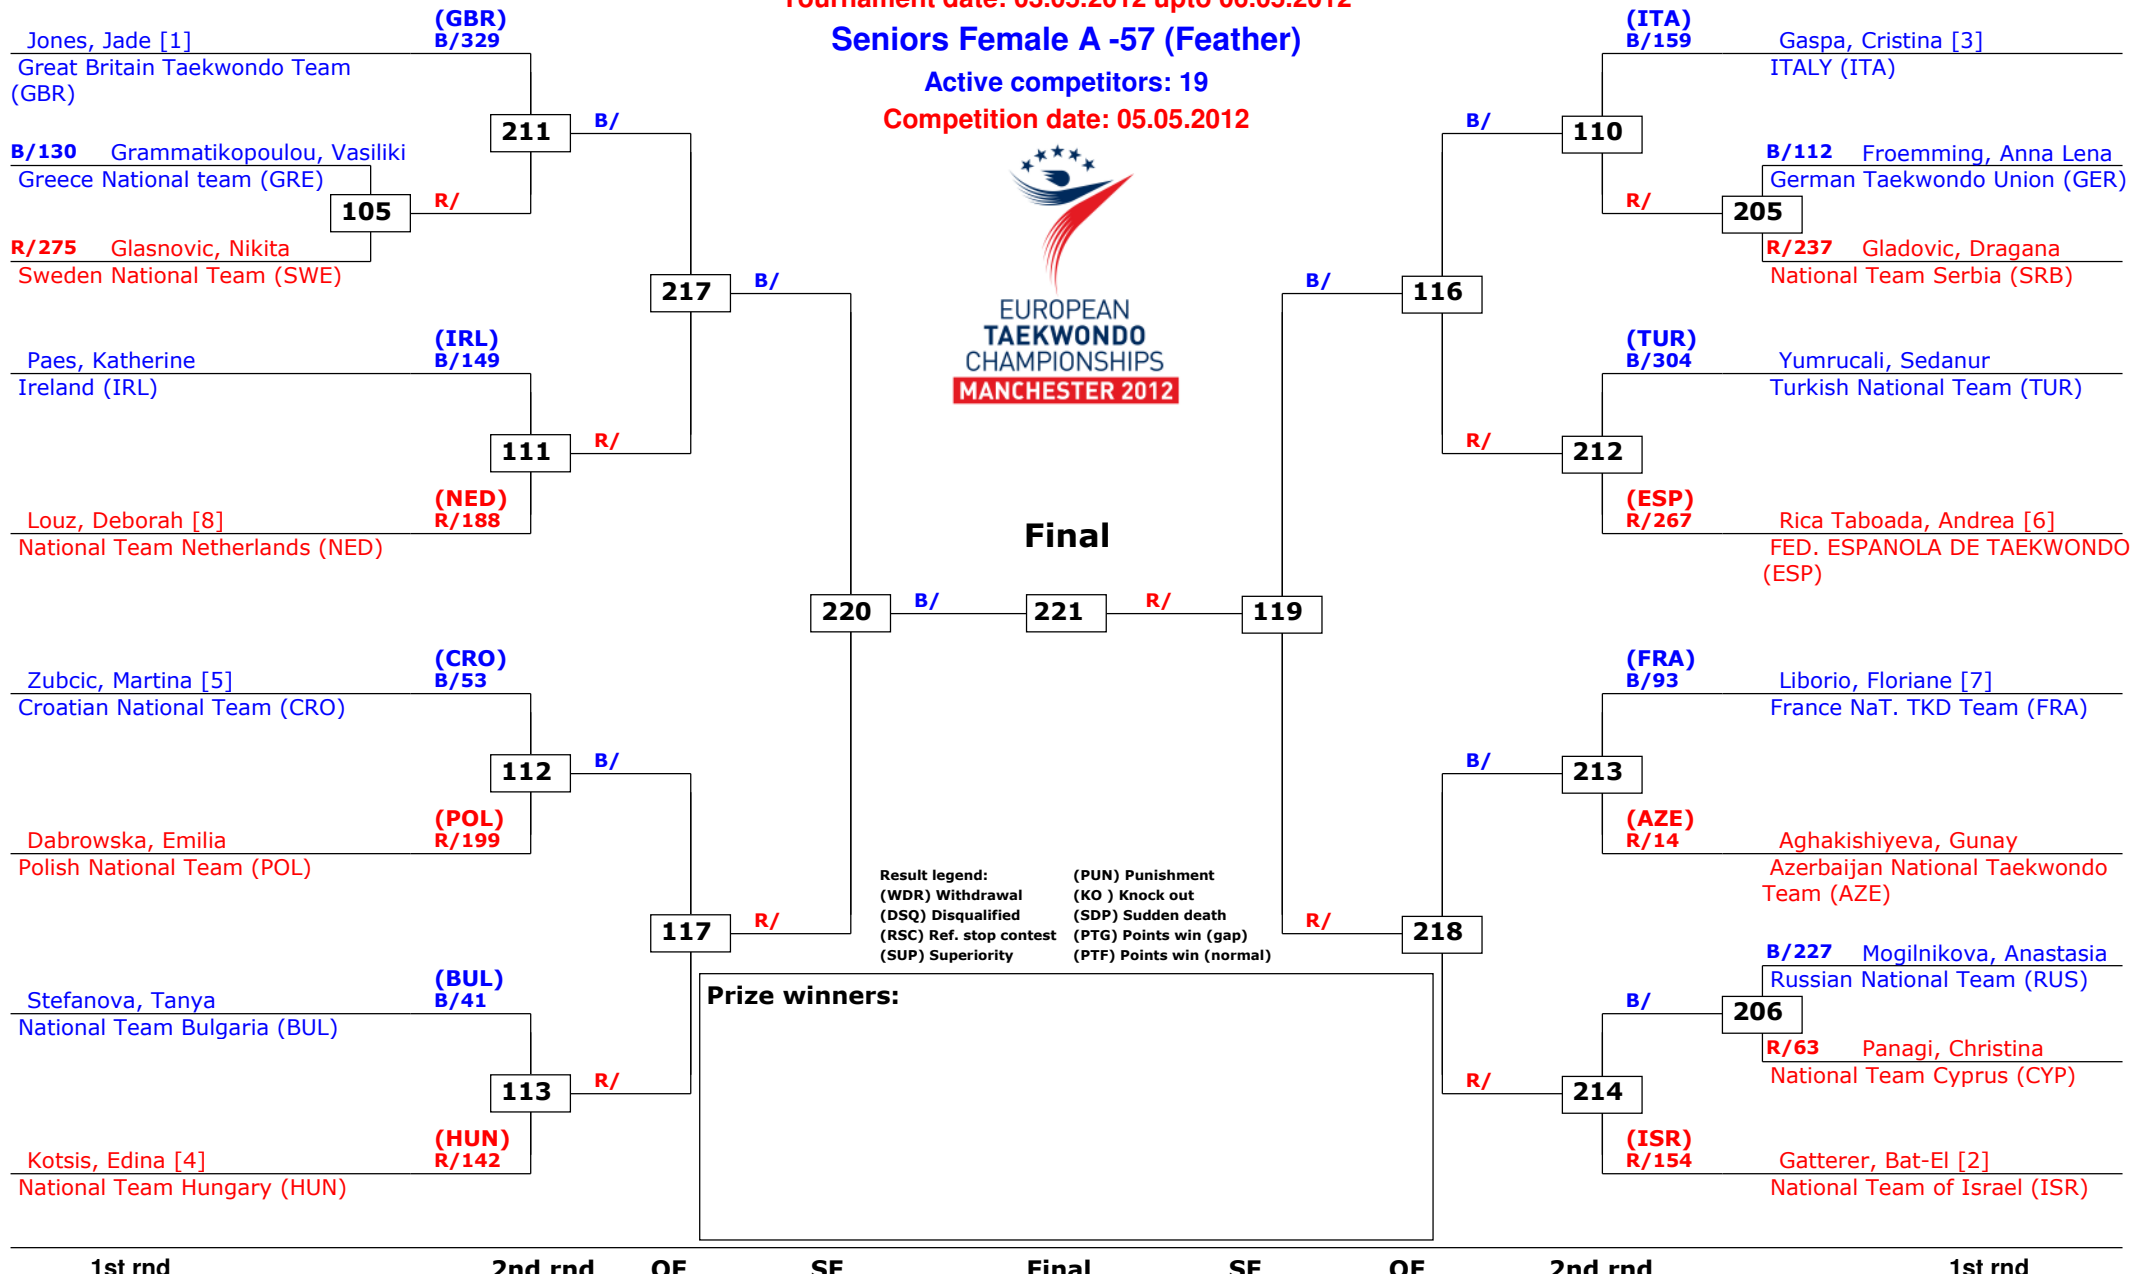 Tournament date: 03.05.2012 upto 06.05.2012
Seniors Female A -57 (Feather)
Active competitors: 19
Competition date: 05.05.2012
EUROPEAN
TAEKWONDO
CHAMPIONSHIPS
MANCHESTER 2012
(GBR)
Jones, Jade [1] B/329
Great Britain Taekwondo Team
(GBR)
211 B/
B/130 Grammatikopoulou, Vasiliki
Greece National team (GRE)
105 R/
R/275 Glasnovic, Nikita
Sweden National Team (SWE)
217 B/
(IRL)
Paes, Katherine B/149
Ireland (IRL)
111 R/
(NED)
Louz, Deborah [8] R/188
National Team Netherlands (NED)
220 B/
(CRO)
Zubcic, Martina [5] B/53
Croatian National Team (CRO)
112 B/
(POL)
Dabrowska, Emilia R/199
Polish National Team (POL)
117 R/
(BUL)
Stefanova, Tanya B/41
National Team Bulgaria (BUL)
113 R/
(HUN)
Kotsis, Edina [4] R/142
National Team Hungary (HUN)
Final
221
(ITA)
B/159 Gaspa, Cristina [3]
ITALY (ITA)
B/ 110
B/112 Froemming, Anna Lena
German Taekwondo Union (GER)
R/ 205
R/237 Gladovic, Dragana
National Team Serbia (SRB)
B/ 116
(TUR)
B/304 Yumrucali, Sedanur
Turkish National Team (TUR)
R/ 212
(ESP)
R/267 Rica Taboada, Andrea [6]
FED. ESPANOLA DE TAEKWONDO
(ESP)
R/ 119
(FRA)
B/93 Liborio, Floriane [7]
France NaT. TKD Team (FRA)
B/ 213
(AZE)
R/14 Aghakishiyeva, Gunay
Azerbaijan National Taekwondo
Team (AZE)
R/ 218
B/227 Mogilnikova, Anastasia
Russian National Team (RUS)
B/ 206
R/63 Panagi, Christina
National Team Cyprus (CYP)
R/ 214
(ISR)
R/154 Gatterer, Bat-El [2]
National Team of Israel (ISR)
Result legend: (PUN) Punishment
(WDR) Withdrawal (KO ) Knock out
(DSQ) Disqualified (SDP) Sudden death
(RSC) Ref. stop contest (PTG) Points win (gap)
(SUP) Superiority (PTF) Points win (normal)
Prize winners:
1st rnd 2nd rnd QF SF Final SF QF 2nd rnd 1st rnd